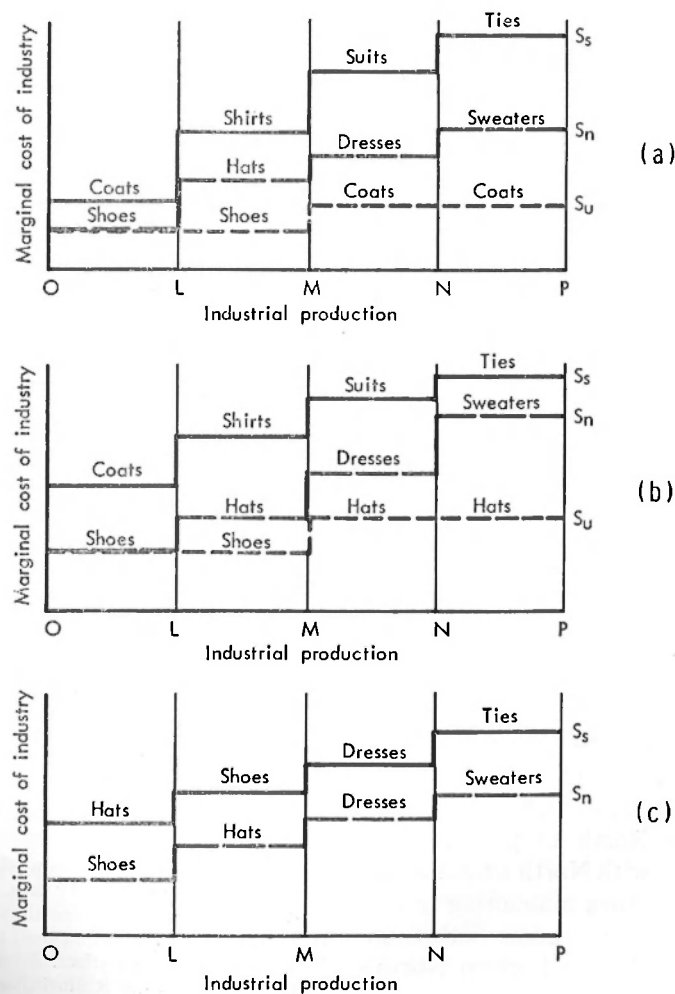 Marginal cost of industry
Ties
Ss
Suits
Shirts
Sweaters
Sn
Dresses
Hats
Coats
Coats
Coats
Su
Shoes
Shoes
(a)
O L M N P
Industrial production
Marginal cost of industry
Ties
Ss
Suits
Sweaters
Sn
Shirts
Dresses
Coats
Hats
Hats
Hats
Su
Shoes
Shoes
(b)
O L M N P
Industrial production
Marginal cost of industry
Ties
Ss
Dresses
Shoes
Sweaters
Sn
Hats
Dresses
Hats
Shoes
(c)
O L M N P
Industrial production